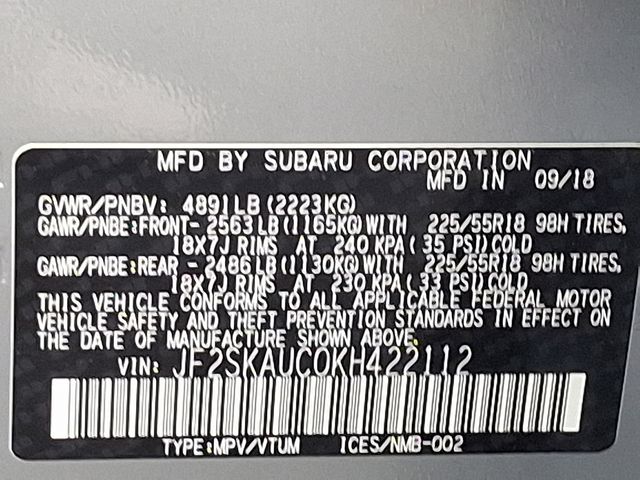 MFD BY SUBARU CORPORATION
MFD IN 09/18
GVWR/PNBV: 4891LB(2223KG)
GAWR/PNBE:FRONT-2563LB(1165KG)WITH 225/55R18 98H TIRES,
18X7J RIMS AT 240 KPA(35 PSI)COLD
GAWR/PNBE:REAR -2486LB(1130KG)WITH 225/55R18 98H TIRES,
18X7J RIMS AT 230 KPA(33 PSI)COLD
THIS VEHICLE CONFORMS TO ALL APPLICABLE FEDERAL MOTOR
VEHICLE SAFETY AND THEFT PREVENTION STANDARDS IN EFFECT ON
THE DATE OF MANUFACTURE SHOWN ABOVE.
VIN: JF2SKAUC0KH422112
TYPE:MPV/VTUM ICES/NMB-002